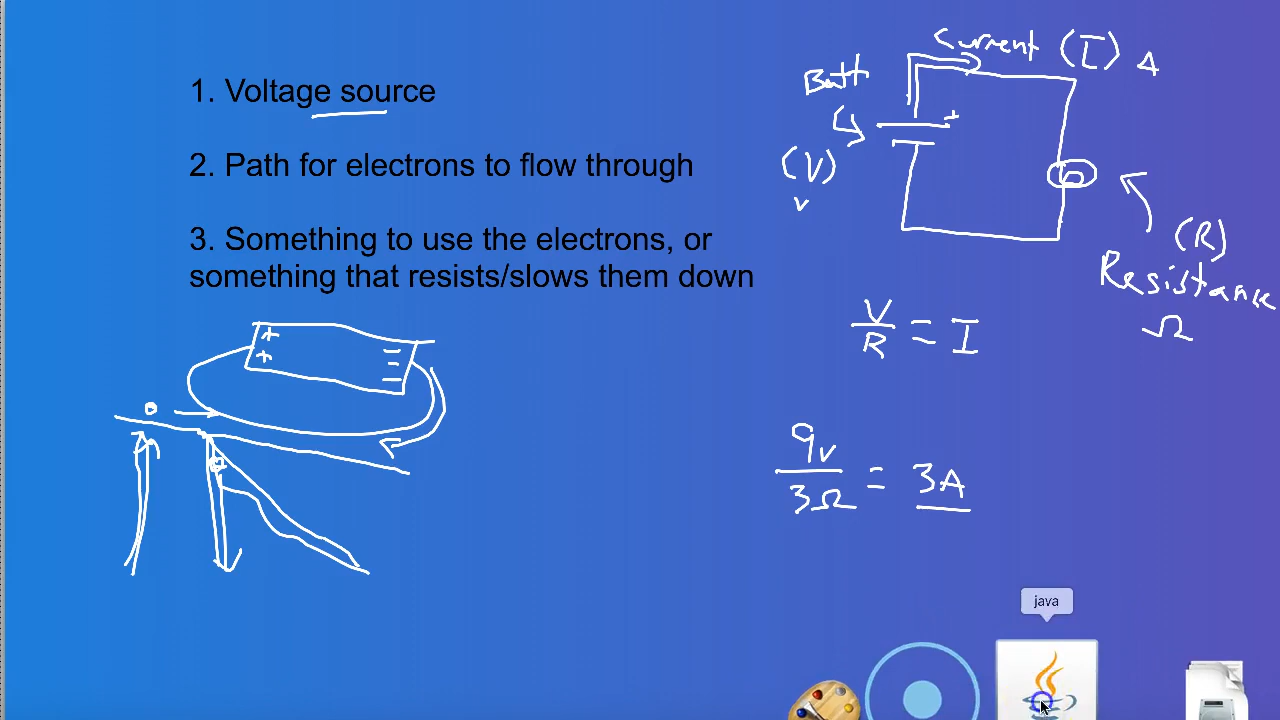 1. Voltage source
2. Path for electrons to flow through
3. Something to use the electrons, or
something that resists/slows them down
+
+
Current (I) A
Batt
+
(V)
V
(R)
Resistance
Ω
V/R = I
9V/3Ω = 3A
java